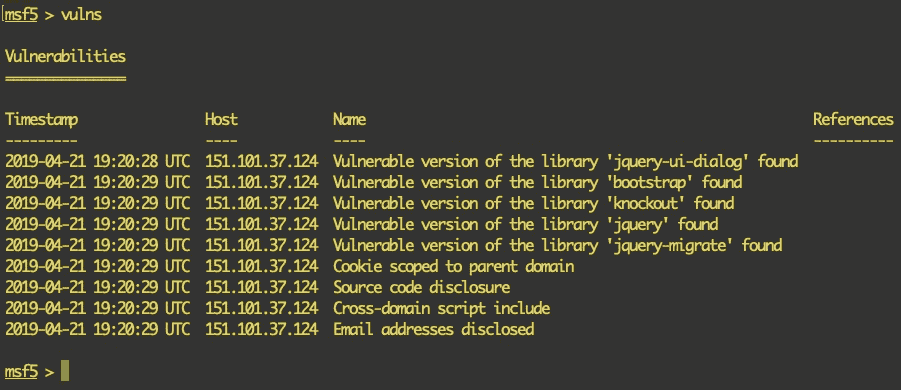 msf5 > vulns
Vulnerabilities
===============
Timestamp Host Name References
--------- ---- ---- ----------
2019-04-21 19:20:28 UTC 151.101.37.124 Vulnerable version of the library 'jquery-ui-dialog' found
2019-04-21 19:20:29 UTC 151.101.37.124 Vulnerable version of the library 'bootstrap' found
2019-04-21 19:20:29 UTC 151.101.37.124 Vulnerable version of the library 'knockout' found
2019-04-21 19:20:29 UTC 151.101.37.124 Vulnerable version of the library 'jquery' found
2019-04-21 19:20:29 UTC 151.101.37.124 Vulnerable version of the library 'jquery-migrate' found
2019-04-21 19:20:29 UTC 151.101.37.124 Cookie scoped to parent domain
2019-04-21 19:20:29 UTC 151.101.37.124 Source code disclosure
2019-04-21 19:20:29 UTC 151.101.37.124 Cross-domain script include
2019-04-21 19:20:29 UTC 151.101.37.124 Email addresses disclosed
msf5 >